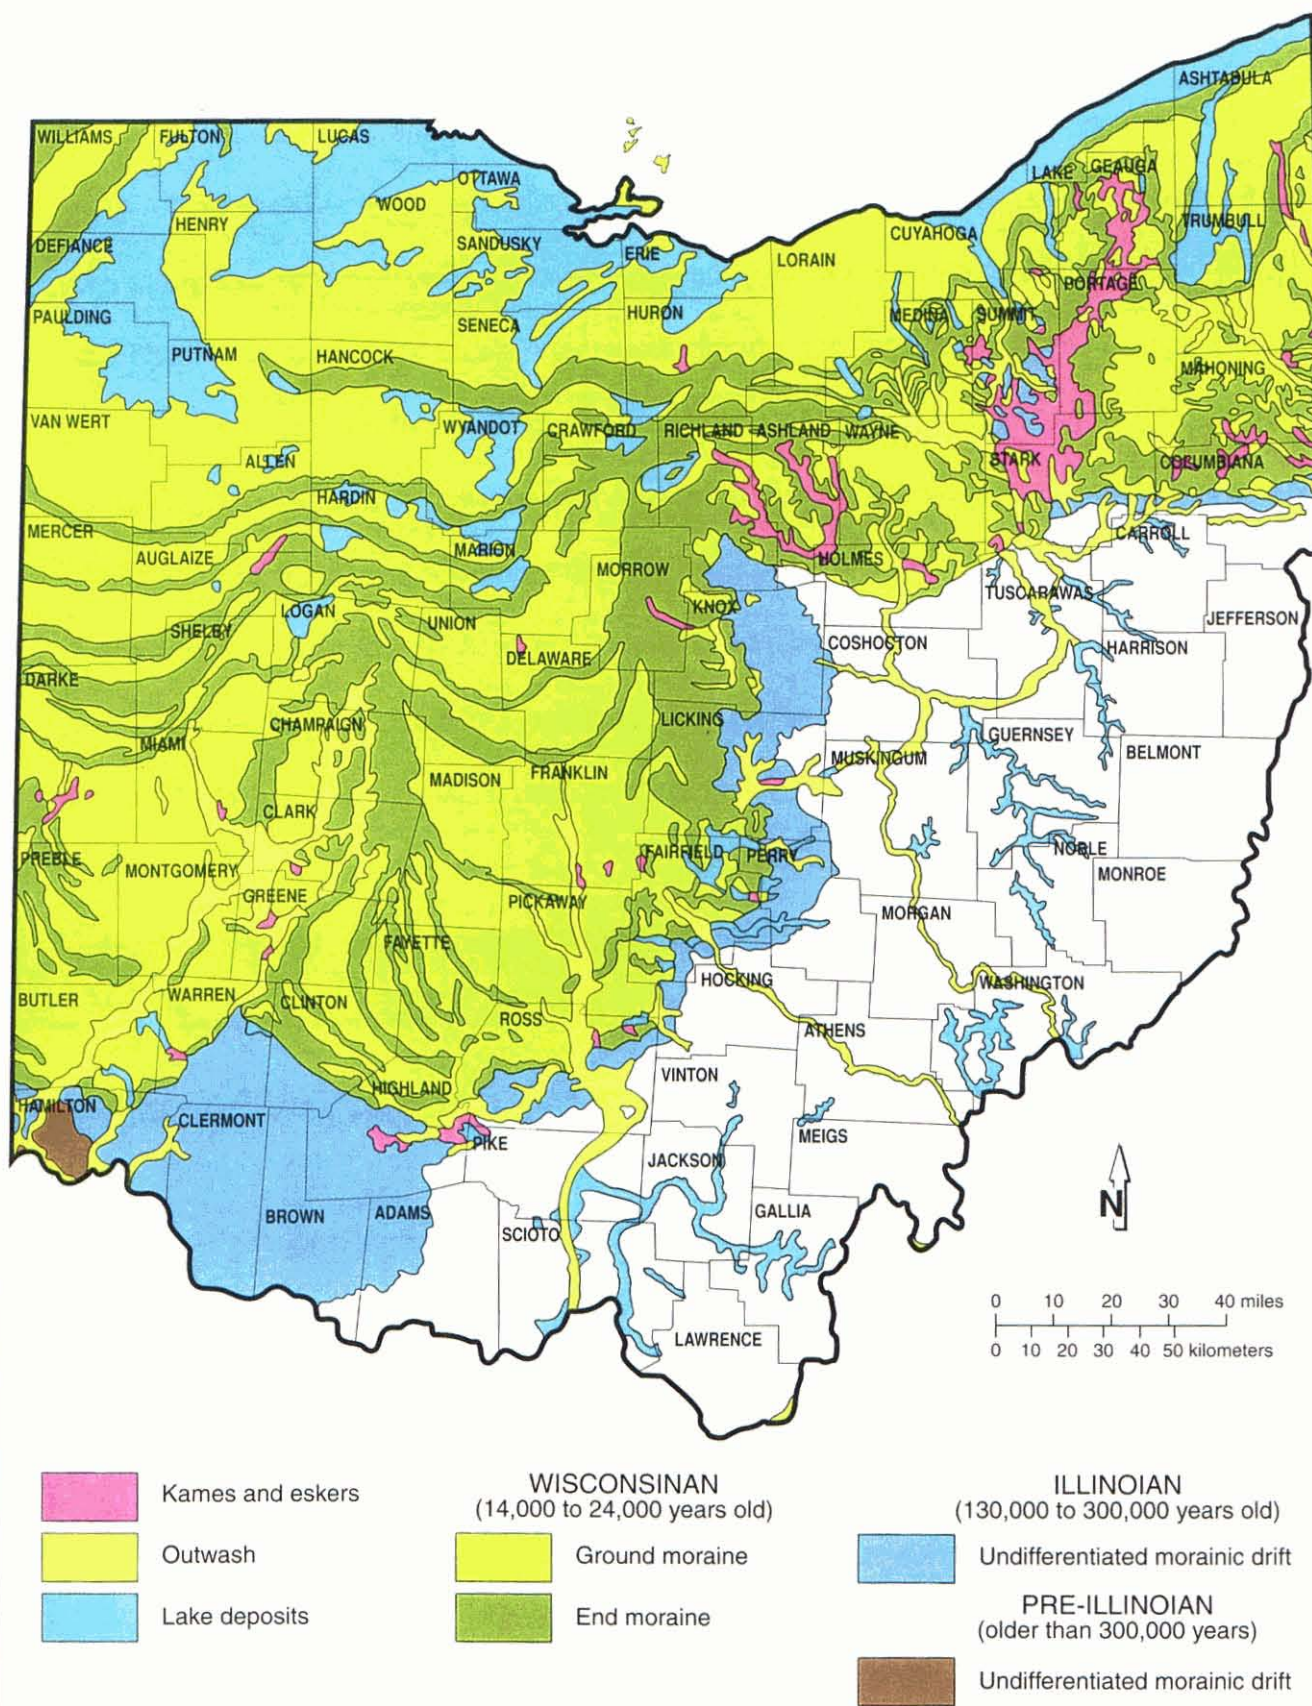 ASHTABULA
WILLIAMS
FULTON
LUCAS
LAKE
GEAUGA
OTTAWA
WOOD
HENRY
TRUMBULL
CUYAHOGA
DEFIANCE
SANDUSKY
ERIE
LORAIN
PORTAGE
PAULDING
SENECA
HURON
MEDINA
SUMMIT
PUTNAM
HANCOCK
MAHONING
VAN WERT
WYANDOT
CRAWFORD
RICHLAND
ASHLAND
WAYNE
ALLEN
STARK
COLUMBIANA
HARDIN
MERCER
CARROLL
AUGLAIZE
MARION
HOLMES
MORROW
TUSCARAWAS
LOGAN
KNOX
UNION
JEFFERSON
SHELBY
COSHOCTON
HARRISON
DELAWARE
DARKE
CHAMPAIGN
LICKING
GUERNSEY
MIAMI
BELMONT
MUSKINGUM
MADISON
FRANKLIN
CLARK
PREBLE
FAIRFIELD
PERRY
NOBLE
MONTGOMERY
MONROE
GREENE
PICKAWAY
MORGAN
FAYETTE
HOCKING
WASHINGTON
BUTLER
WARREN
CLINTON
ROSS
ATHENS
VINTON
HIGHLAND
HAMILTON
CLERMONT
MEIGS
PIKE
JACKSON
BROWN
ADAMS
GALLIA
SCIOTO
LAWRENCE
N
0 10 20 30 40 miles
0 10 20 30 40 50 kilometers
Kames and eskers
Outwash
Lake deposits
WISCONSINAN
(14,000 to 24,000 years old)
Ground moraine
End moraine
ILLINOIAN
(130,000 to 300,000 years old)
Undifferentiated morainic drift
PRE-ILLINOIAN
(older than 300,000 years)
Undifferentiated morainic drift